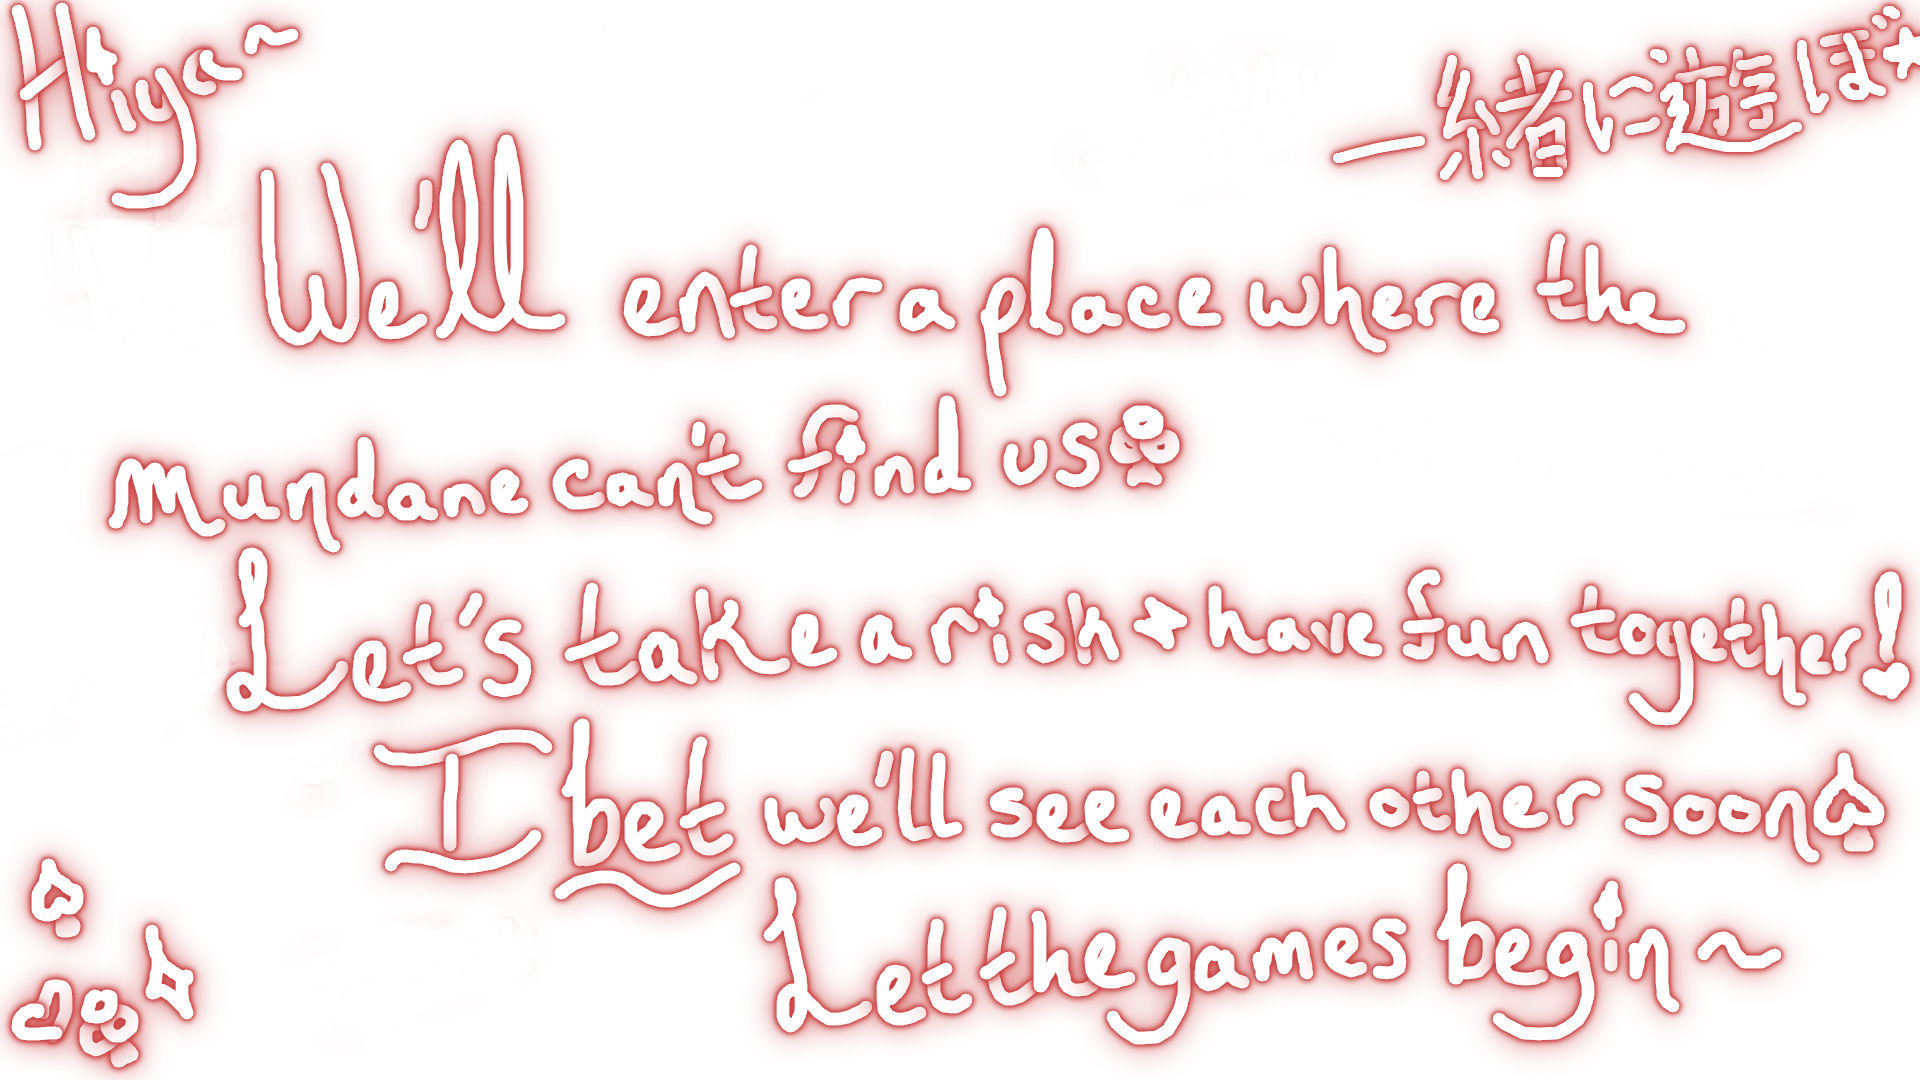 Hiya~
一緒に遊ぼ★
We'll enter a place where the
mundane can't find us♣
Let's take a rish ♦ have fun together!
I bet we'll see each other soon♠
Let the games begin~